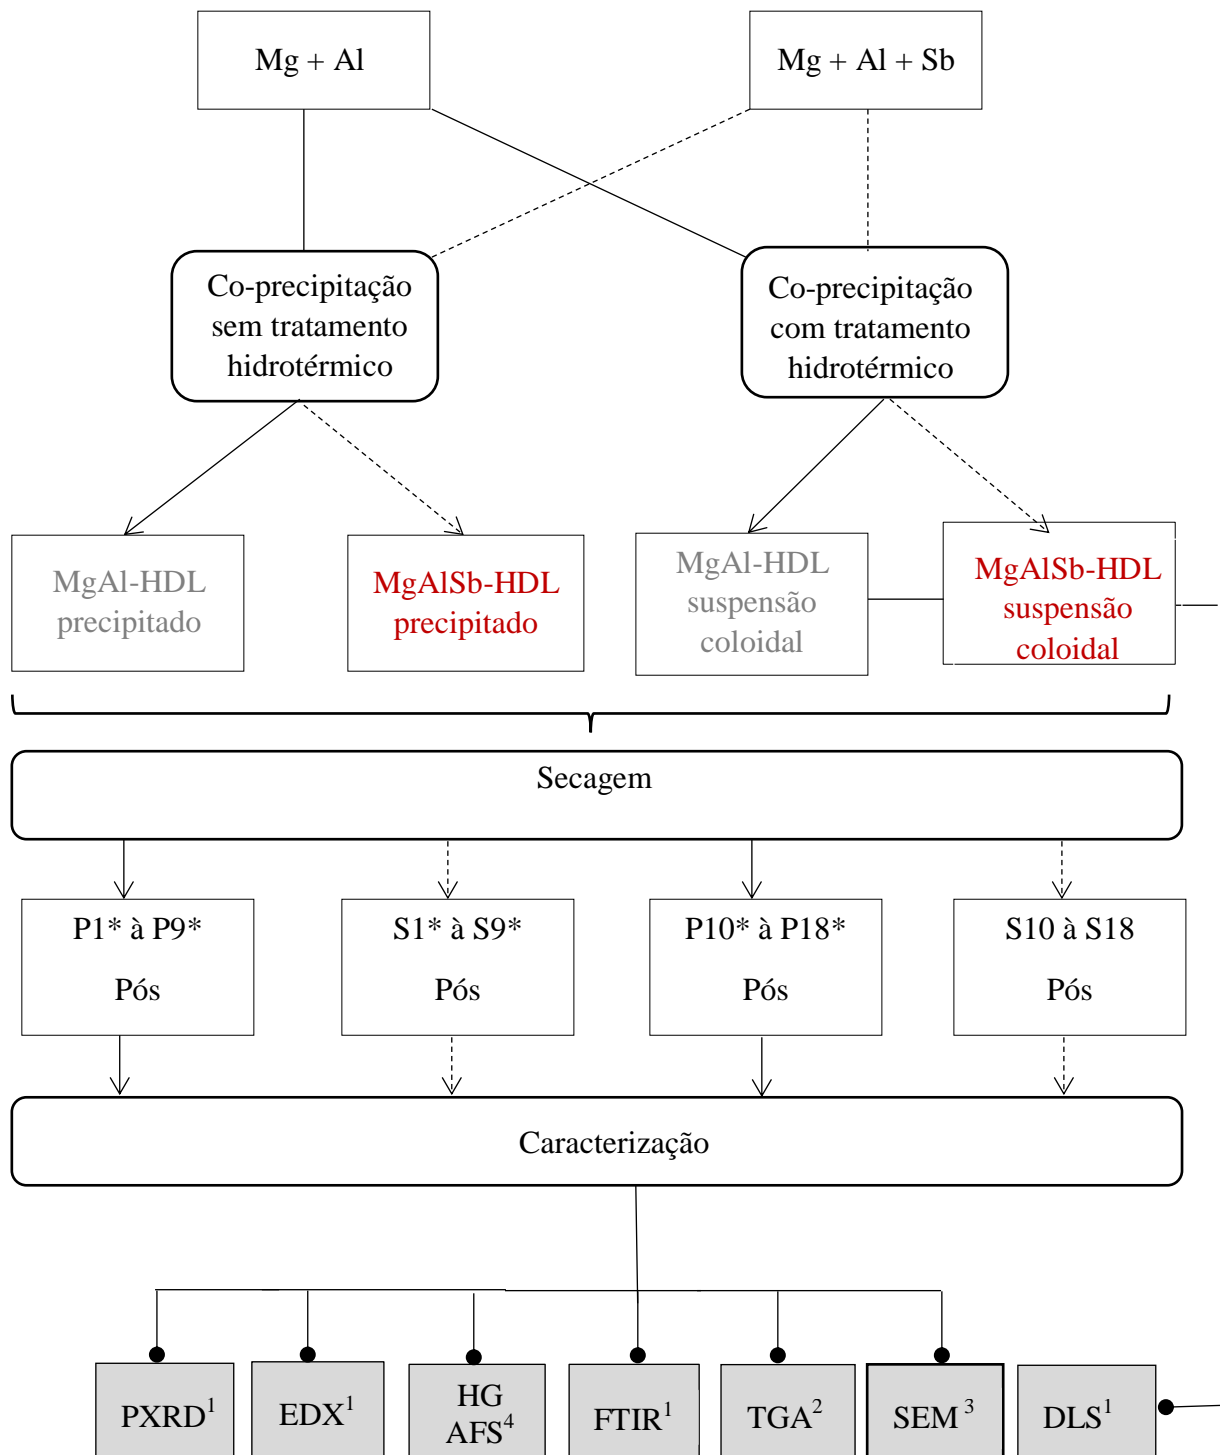 Mg + Al
Mg + Al + Sb
Co-precipitação
sem tratamento
hidrotérmico
Co-precipitação
com tratamento
hidrotérmico
MgAl-HDL
precipitado
MgAlSb-HDL
precipitado
MgAl-HDL
suspensão
coloidal
MgAlSb-HDL
suspensão
coloidal
Secagem
P1* à P9*
Pós
S1* à S9*
Pós
P10* à P18*
Pós
S10 à S18
Pós
Caracterização
PXRD¹
EDX¹
HG
AFS⁴
FTIR¹
TGA²
SEM³
DLS¹